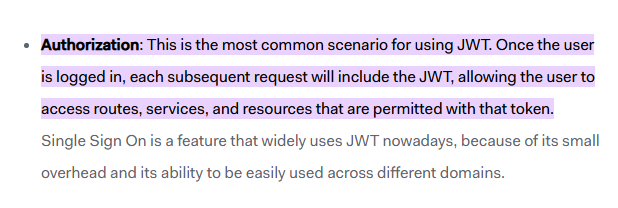 Authorization: This is the most common scenario for using JWT. Once the user
is logged in, each subsequent request will include the JWT, allowing the user to
access routes, services, and resources that are permitted with that token.
Single Sign On is a feature that widely uses JWT nowadays, because of its small
overhead and its ability to be easily used across different domains.